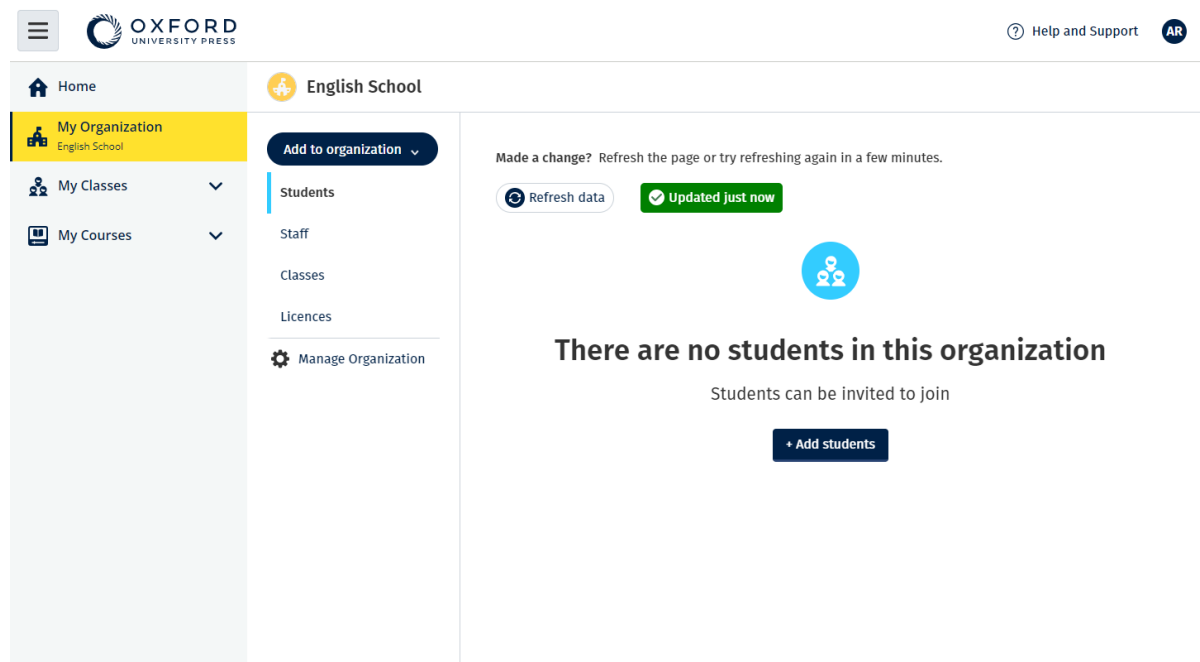 OXFORD
UNIVERSITY PRESS
Help and Support
AR
Home
My Organization
English School
My Classes
My Courses
English School
Add to organization
Students
Staff
Classes
Licences
Manage Organization
Made a change? Refresh the page or try refreshing again in a few minutes.
Refresh data
Updated just now
There are no students in this organization
Students can be invited to join
+ Add students